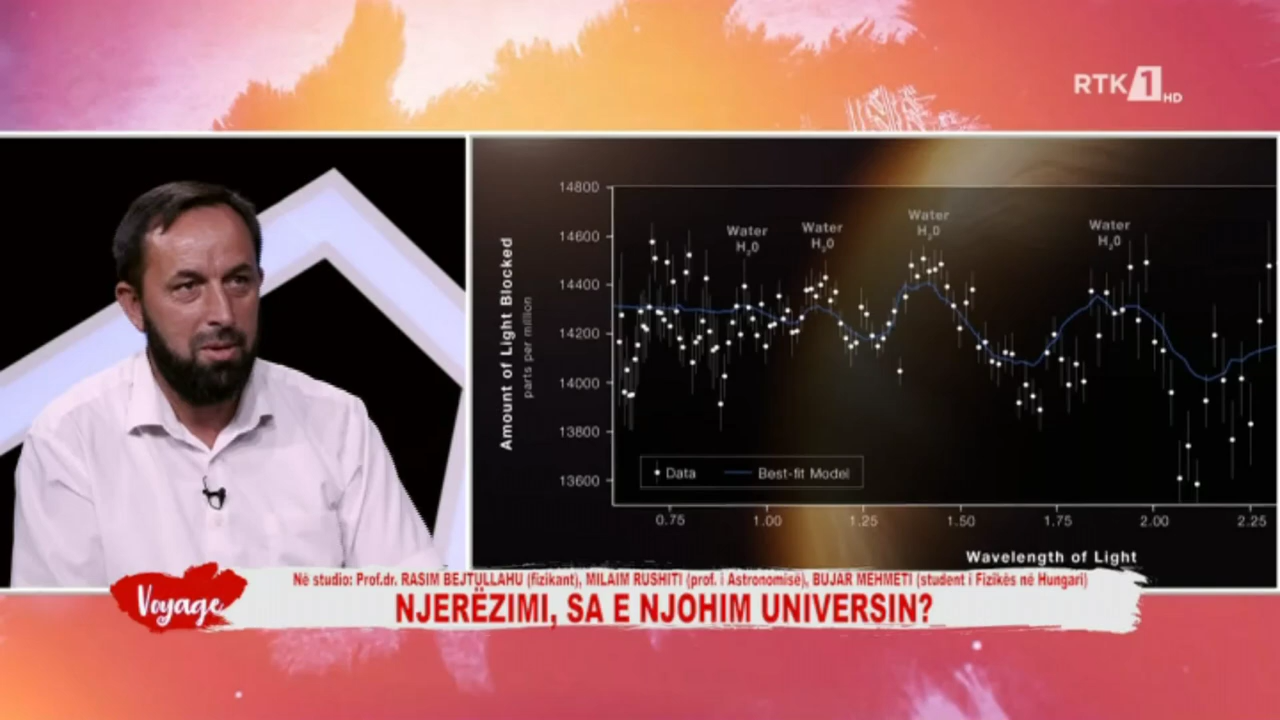 RTK 1 HD
14800
14600
14400
14200
14000
13800
13600
Amount of Light Blocked
parts per million
Water
H₂O
Water
H₂O
Water
H₂O
Water
H₂O
Data
Best-fit Model
0.75 1.00 1.25 1.50 1.75 2.00 2.25
Wavelength of Light
Voyage
Në studio: Prof.dr. RASIM BEJTULLAHU (fizikant), MILAIM RUSHITI (prof. i Astronomisë), BUJAR MEHMETI (student i Fizikës në Hungari)
NJERËZIMI, SA E NJOHIM UNIVERSIN?